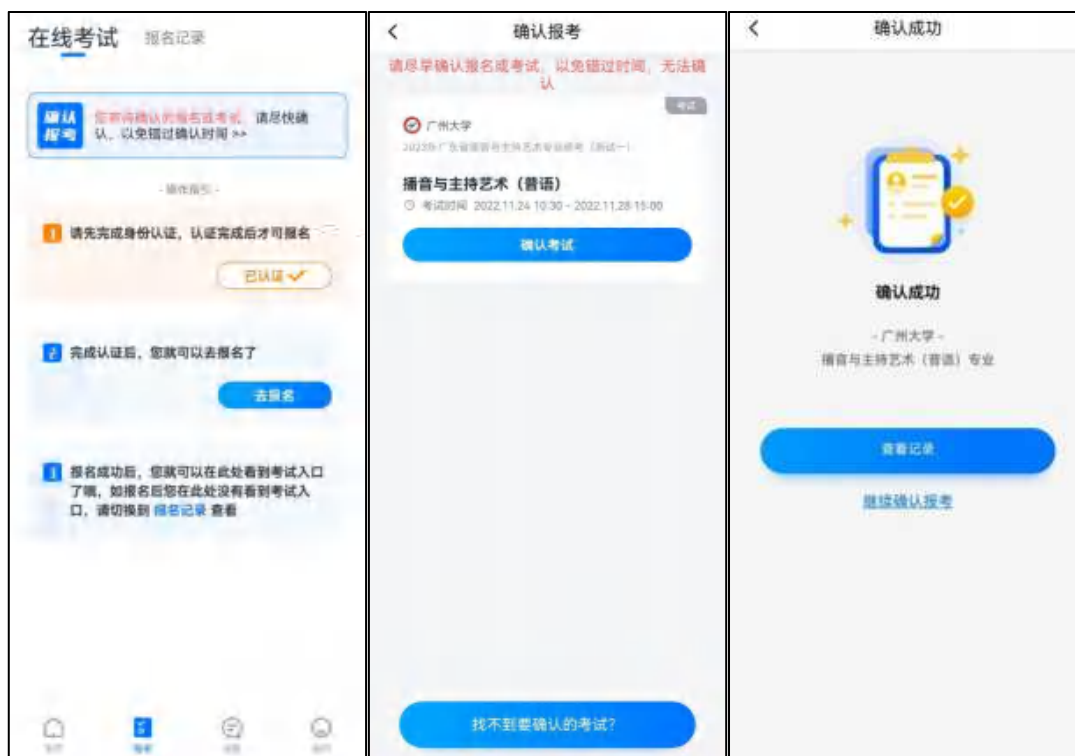 在线考试 报名记录
确认
报考
您有待确认的报名或考试，请尽快确
认，以免错过确认时间 >>
- 操作指引 -
1 请先完成身份认证，认证完成后才可报名
已认证
2 完成认证后，您就可以去报名了
去报名
3 报名成功后，您就可以在此处看到考试入口
了哦，如报名后您在此处没有看到考试入
口，请切换到 报名记录 查看
报考
确认报考
请尽早确认报名或考试，以免错过时间，无法确
认
考试
广州大学
播音与主持艺术（普语）
考试时间 2022.11.24 10:30 - 2022.11.28 15:00
确认考试
找不到要确认的考试？
确认成功
确认成功
- 广州大学 -
播音与主持艺术（普语）专业
查看记录
继续确认报考